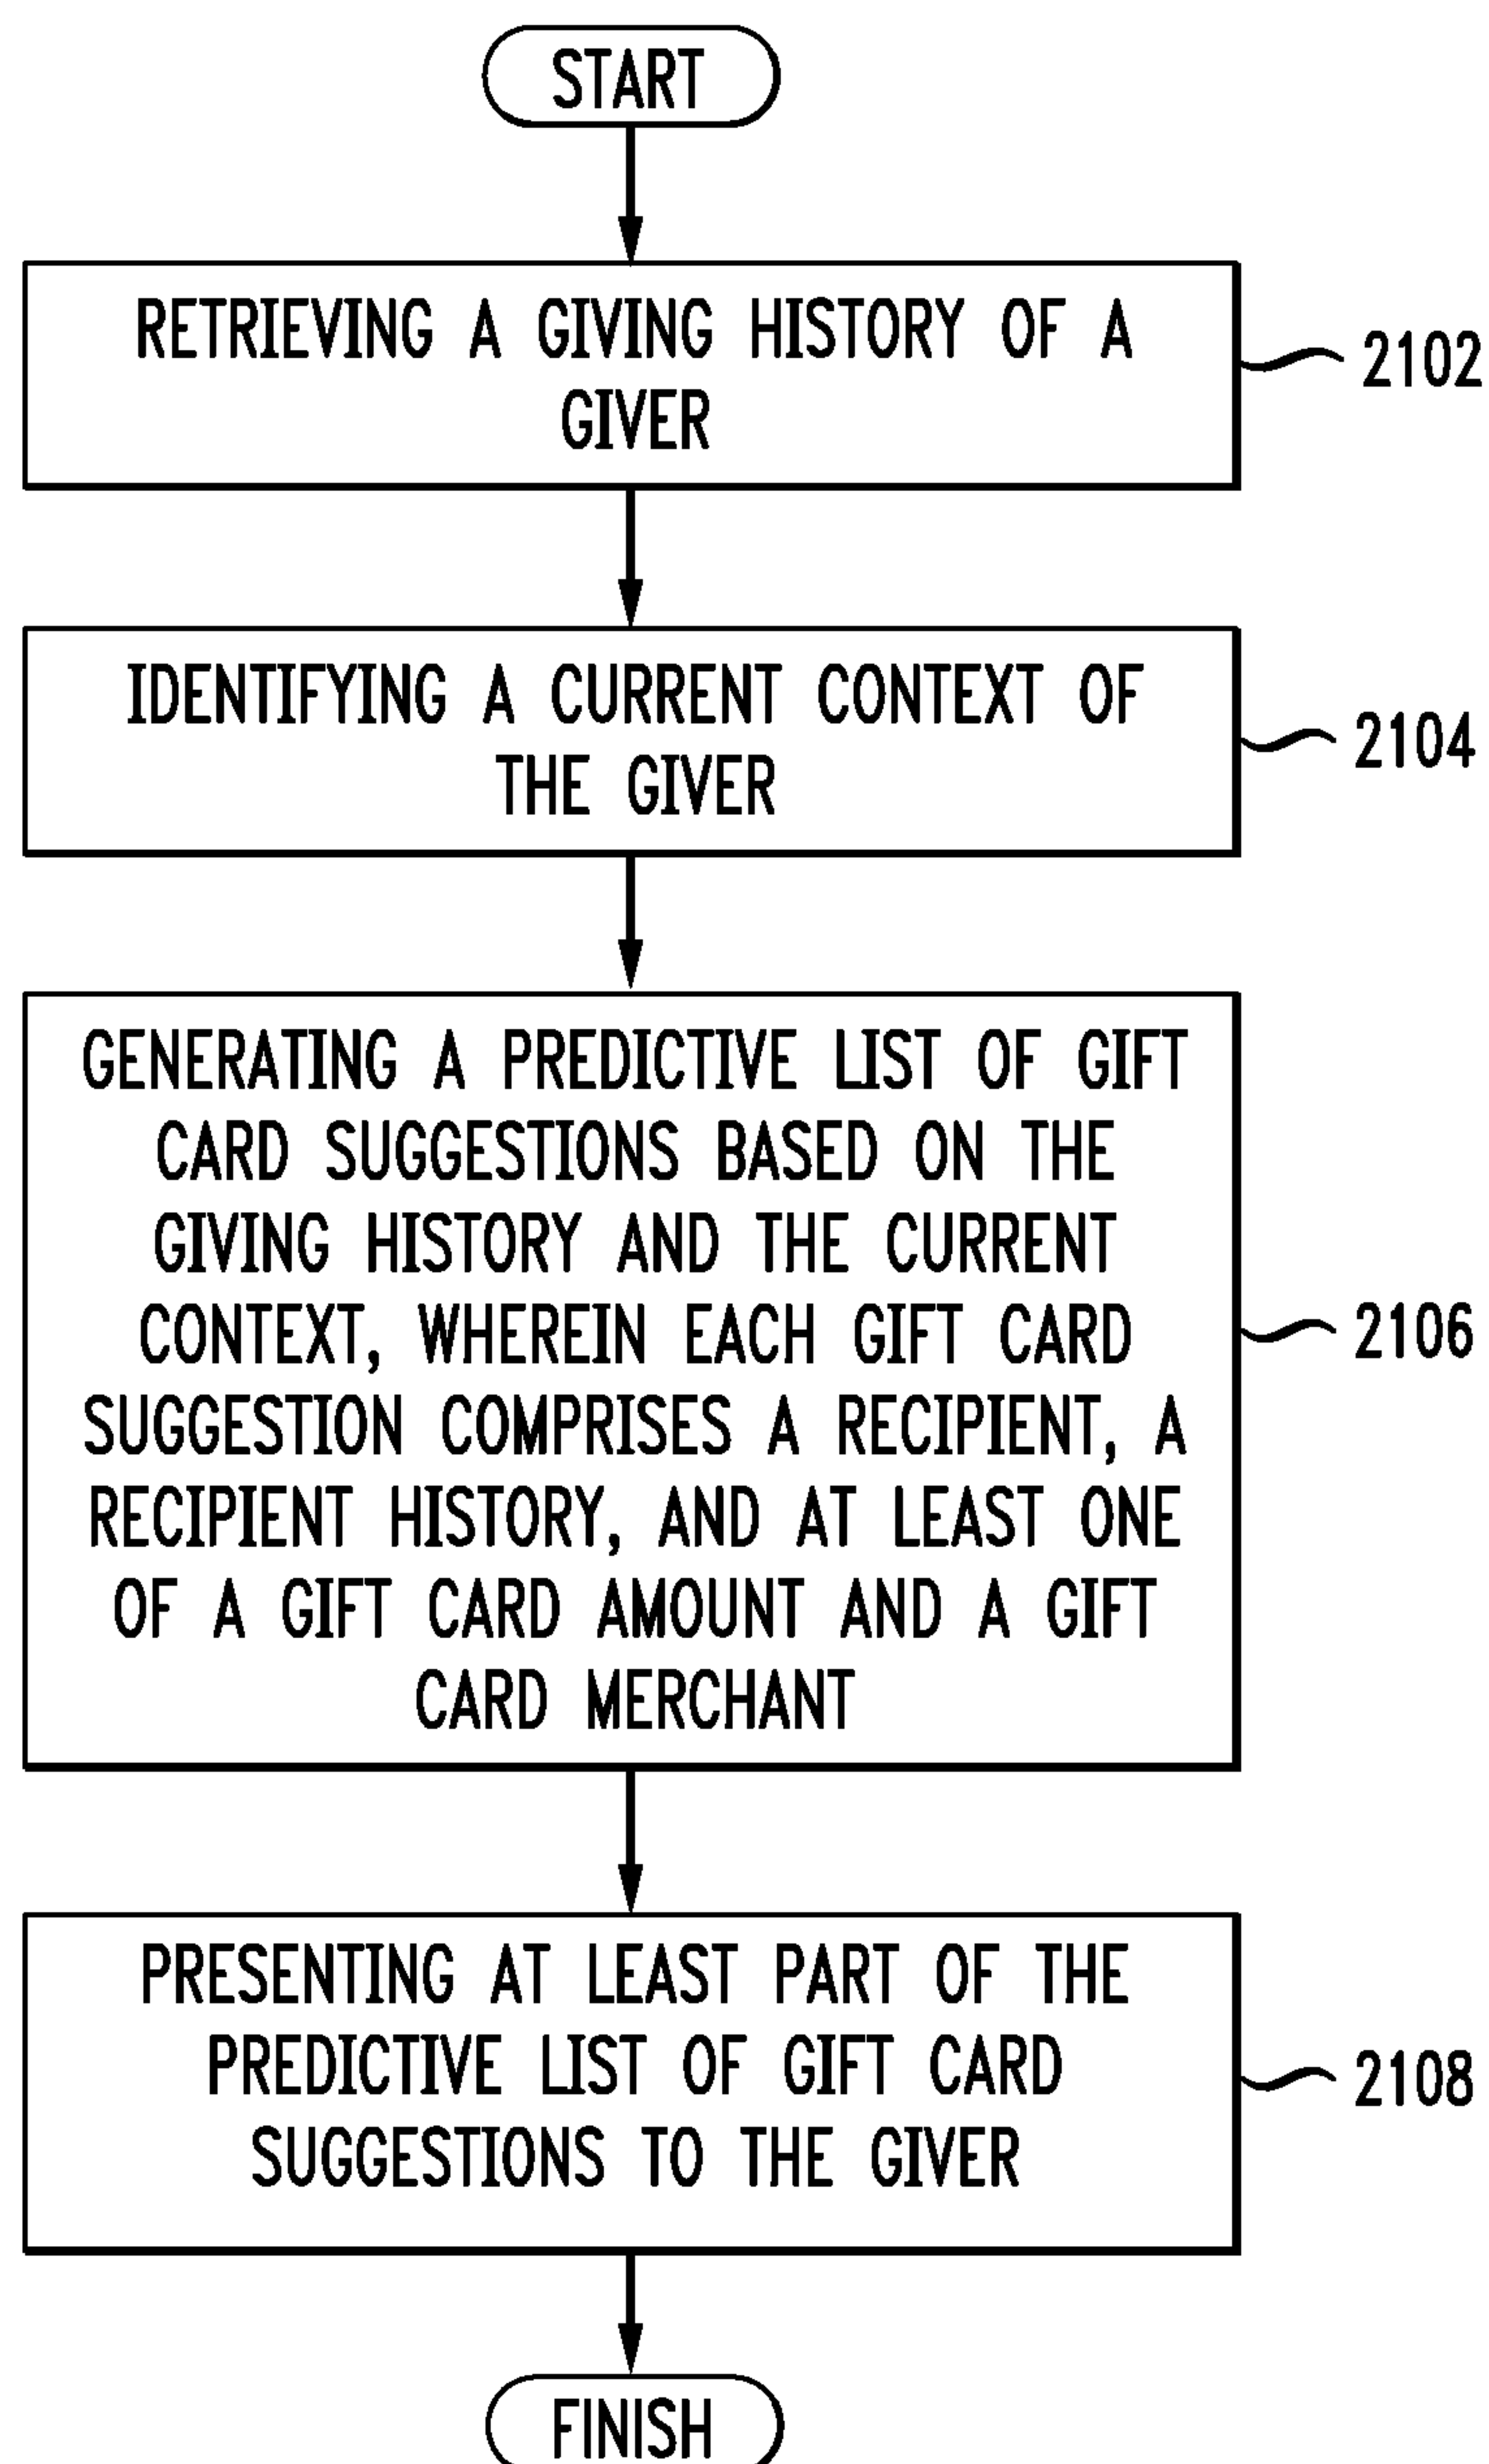 START
RETRIEVING A GIVING HISTORY OF A
GIVER
2102
IDENTIFYING A CURRENT CONTEXT OF
THE GIVER
2104
GENERATING A PREDICTIVE LIST OF GIFT
CARD SUGGESTIONS BASED ON THE
GIVING HISTORY AND THE CURRENT
CONTEXT, WHEREIN EACH GIFT CARD
SUGGESTION COMPRISES A RECIPIENT, A
RECIPIENT HISTORY, AND AT LEAST ONE
OF A GIFT CARD AMOUNT AND A GIFT
CARD MERCHANT
2106
PRESENTING AT LEAST PART OF THE
PREDICTIVE LIST OF GIFT CARD
SUGGESTIONS TO THE GIVER
2108
FINISH